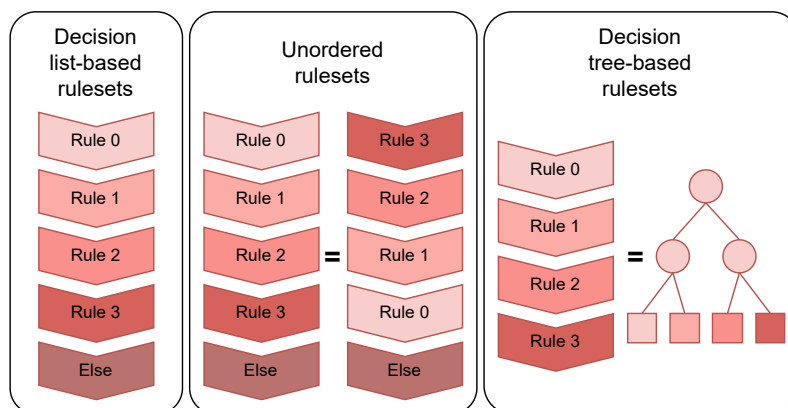 Decision
list-based
rulesets
Rule 0
Rule 1
Rule 2
Rule 3
Else
Unordered
rulesets
Rule 0
Rule 1
Rule 2
Rule 3
Else
=
Rule 3
Rule 2
Rule 1
Rule 0
Else
Decision
tree-based
rulesets
Rule 0
Rule 1
Rule 2
Rule 3
=